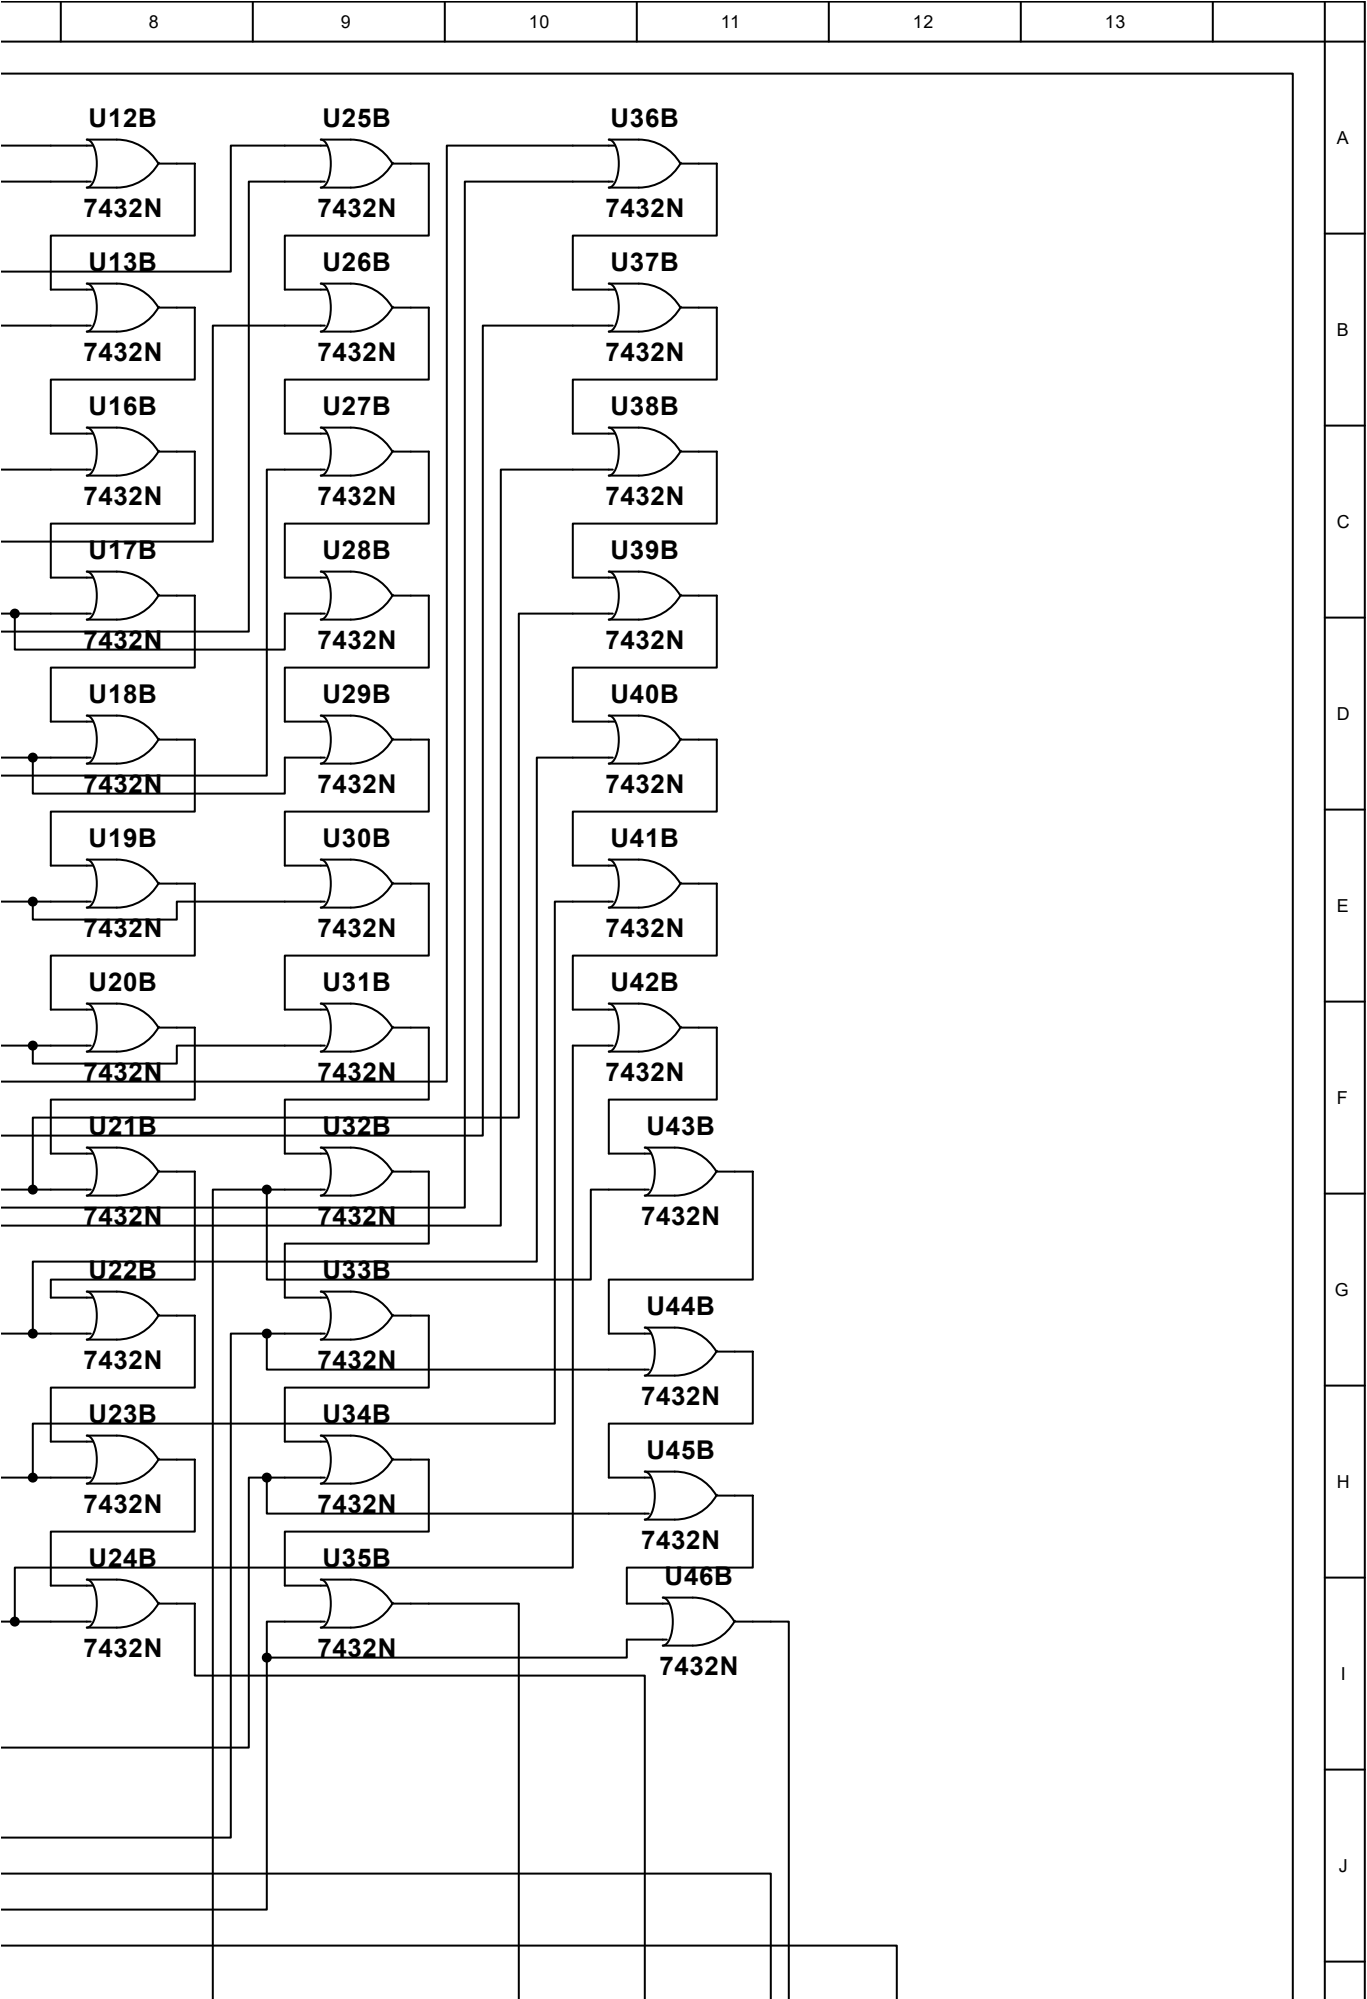 8 9 10 11 12 13
A
U12B U25B U36B
7432N 7432N 7432N
U13B U26B U37B
B
7432N 7432N 7432N
U16B U27B U38B
7432N 7432N 7432N
C
U17B U28B U39B
7432N 7432N 7432N
U18B U29B U40B
D
7432N 7432N 7432N
U19B U30B U41B
E
7432N 7432N 7432N
U20B U31B U42B
7432N 7432N 7432N
F
U21B U32B U43B
7432N 7432N 7432N
U22B U33B
G
U44B
7432N 7432N
7432N
U23B U34B
U45B
H
7432N 7432N
7432N
U24B U35B
U46B
7432N 7432N
7432N
I
J